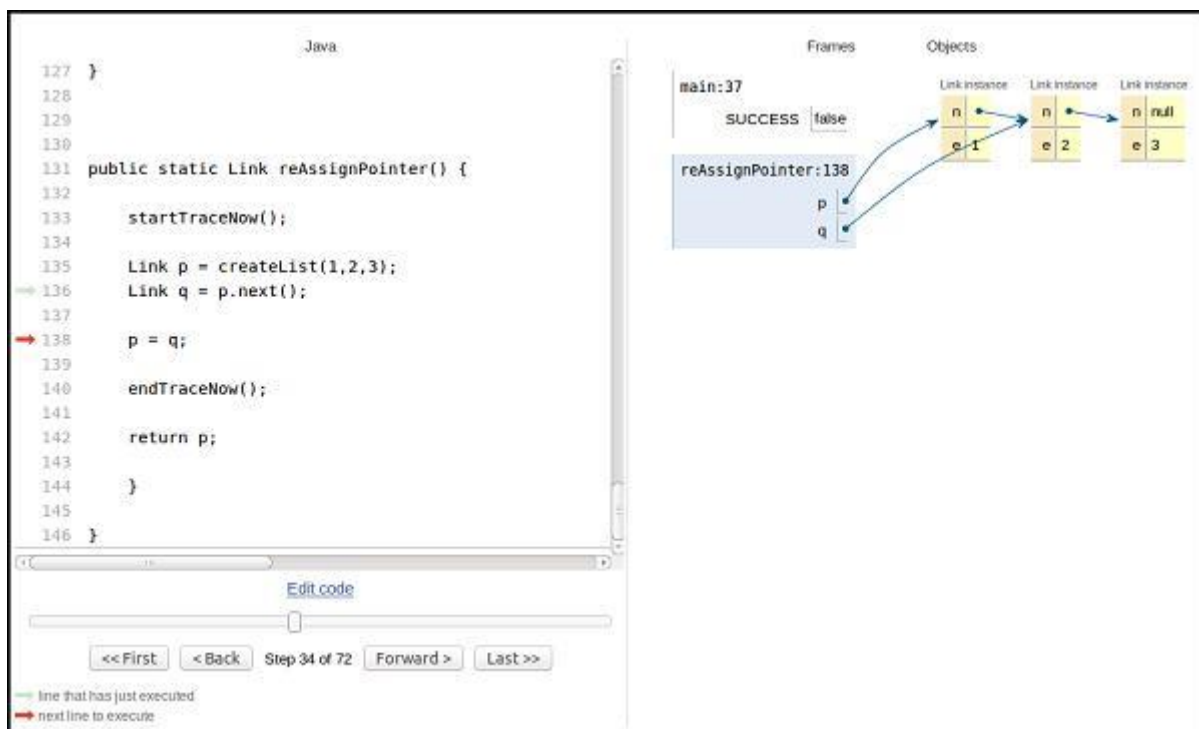 Java
127 }
128
129
130
131 public static Link reAssignPointer() {
132
133 startTraceNow();
134
135 Link p = createList(1,2,3);
136 Link q = p.next();
137
138 p = q;
139
140 endTraceNow();
141
142 return p;
143
144 }
145
146 }
Edit code
<< First < Back Step 34 of 72 Forward > Last >>
line that has just executed
next line to execute
Frames Objects
main:37
SUCCESS false
reAssignPointer:138
p
q
Link instance Link instance Link instance
n n n null
e 1 e 2 e 3